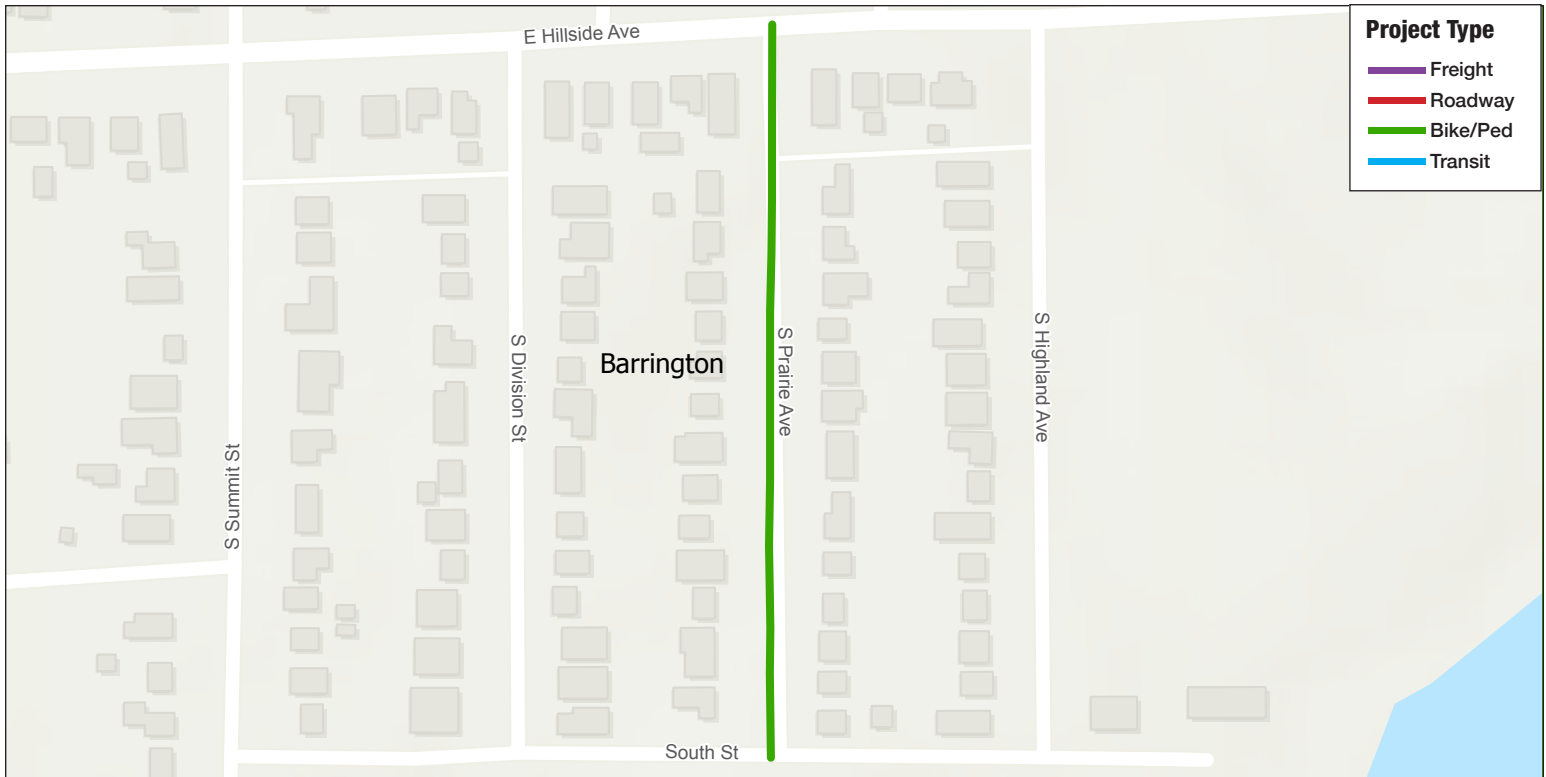 E Hillside Ave
Project Type
Freight
Roadway
Bike/Ped
Transit
S Summit St
S Division St
Barrington
S Prairie Ave
S Highland Ave
South St